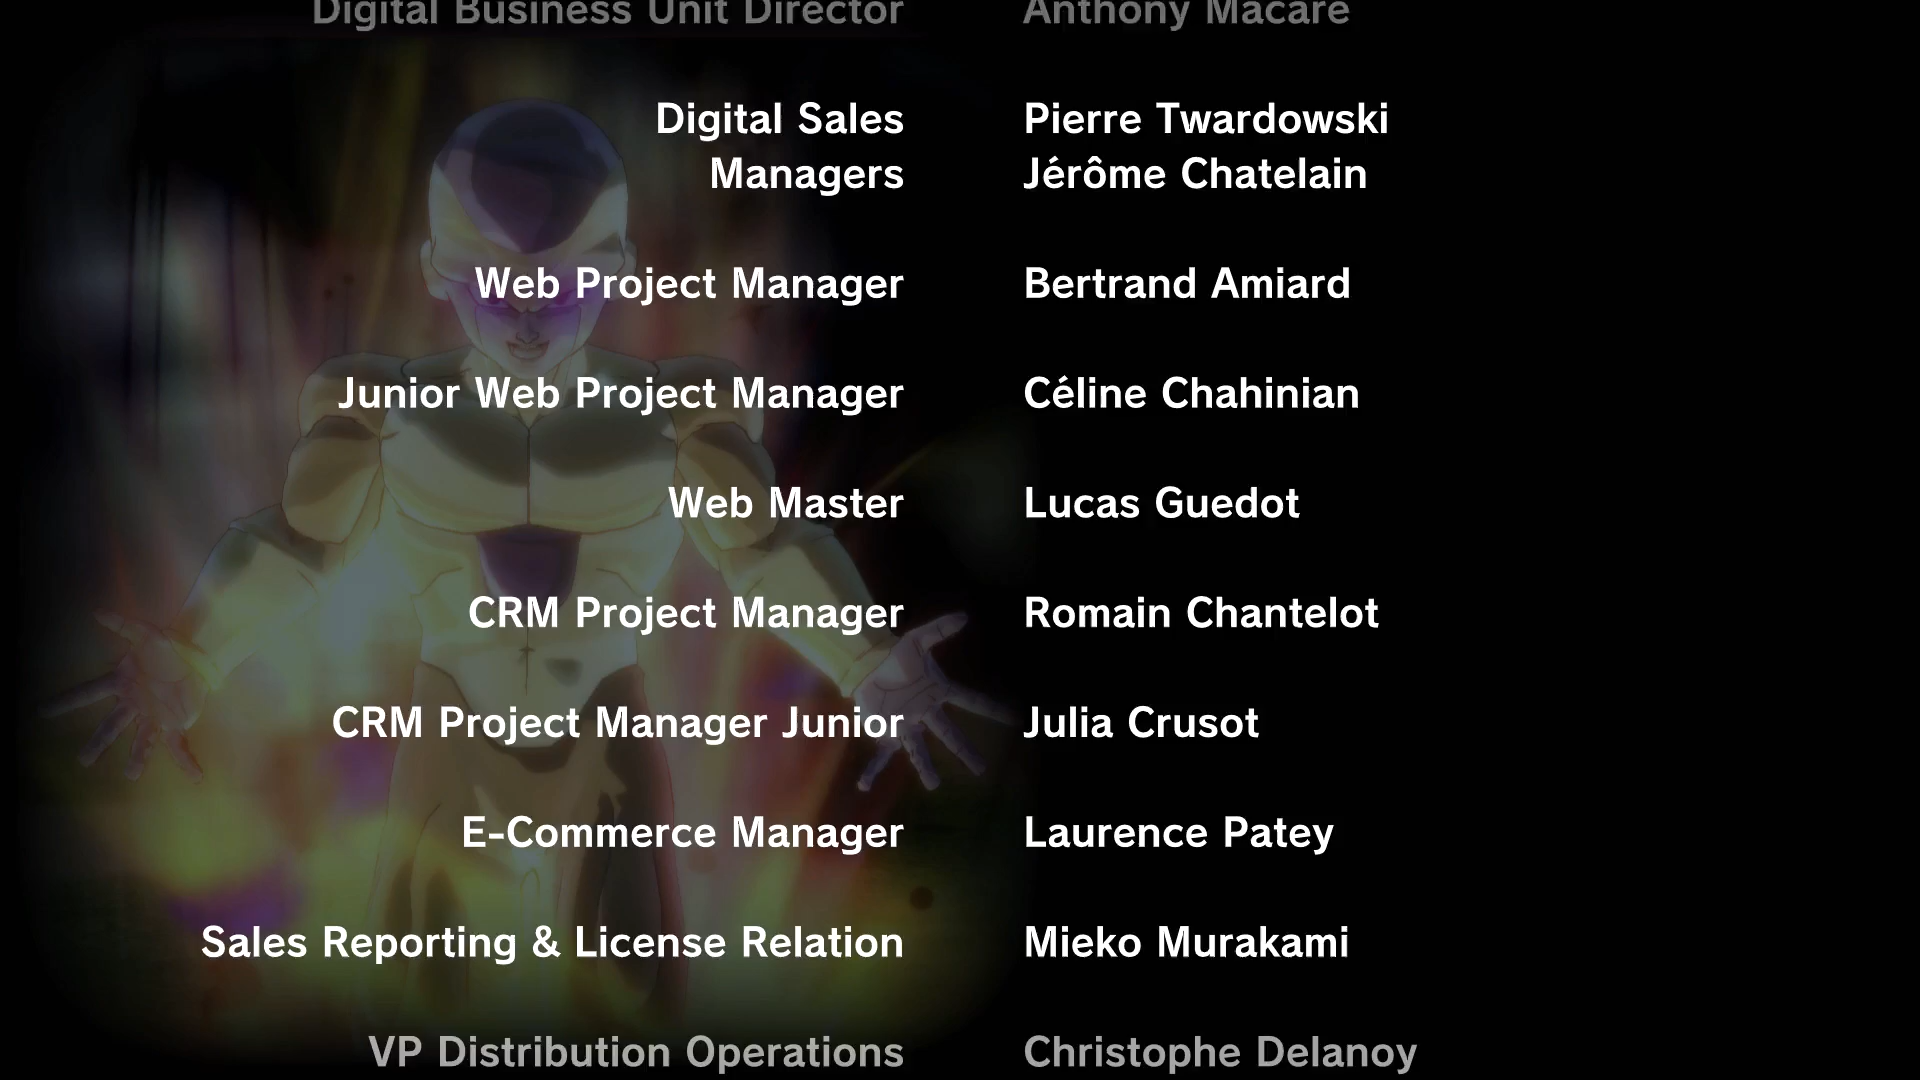 Digital Business Unit Director Anthony Macare
Digital Sales Pierre Twardowski
Managers Jérôme Chatelain
Web Project Manager Bertrand Amiard
Junior Web Project Manager Céline Chahinian
Web Master Lucas Guedot
CRM Project Manager Romain Chantelot
CRM Project Manager Junior Julia Crusot
E-Commerce Manager Laurence Patey
Sales Reporting & License Relation Mieko Murakami
VP Distribution Operations Christophe Delanoy